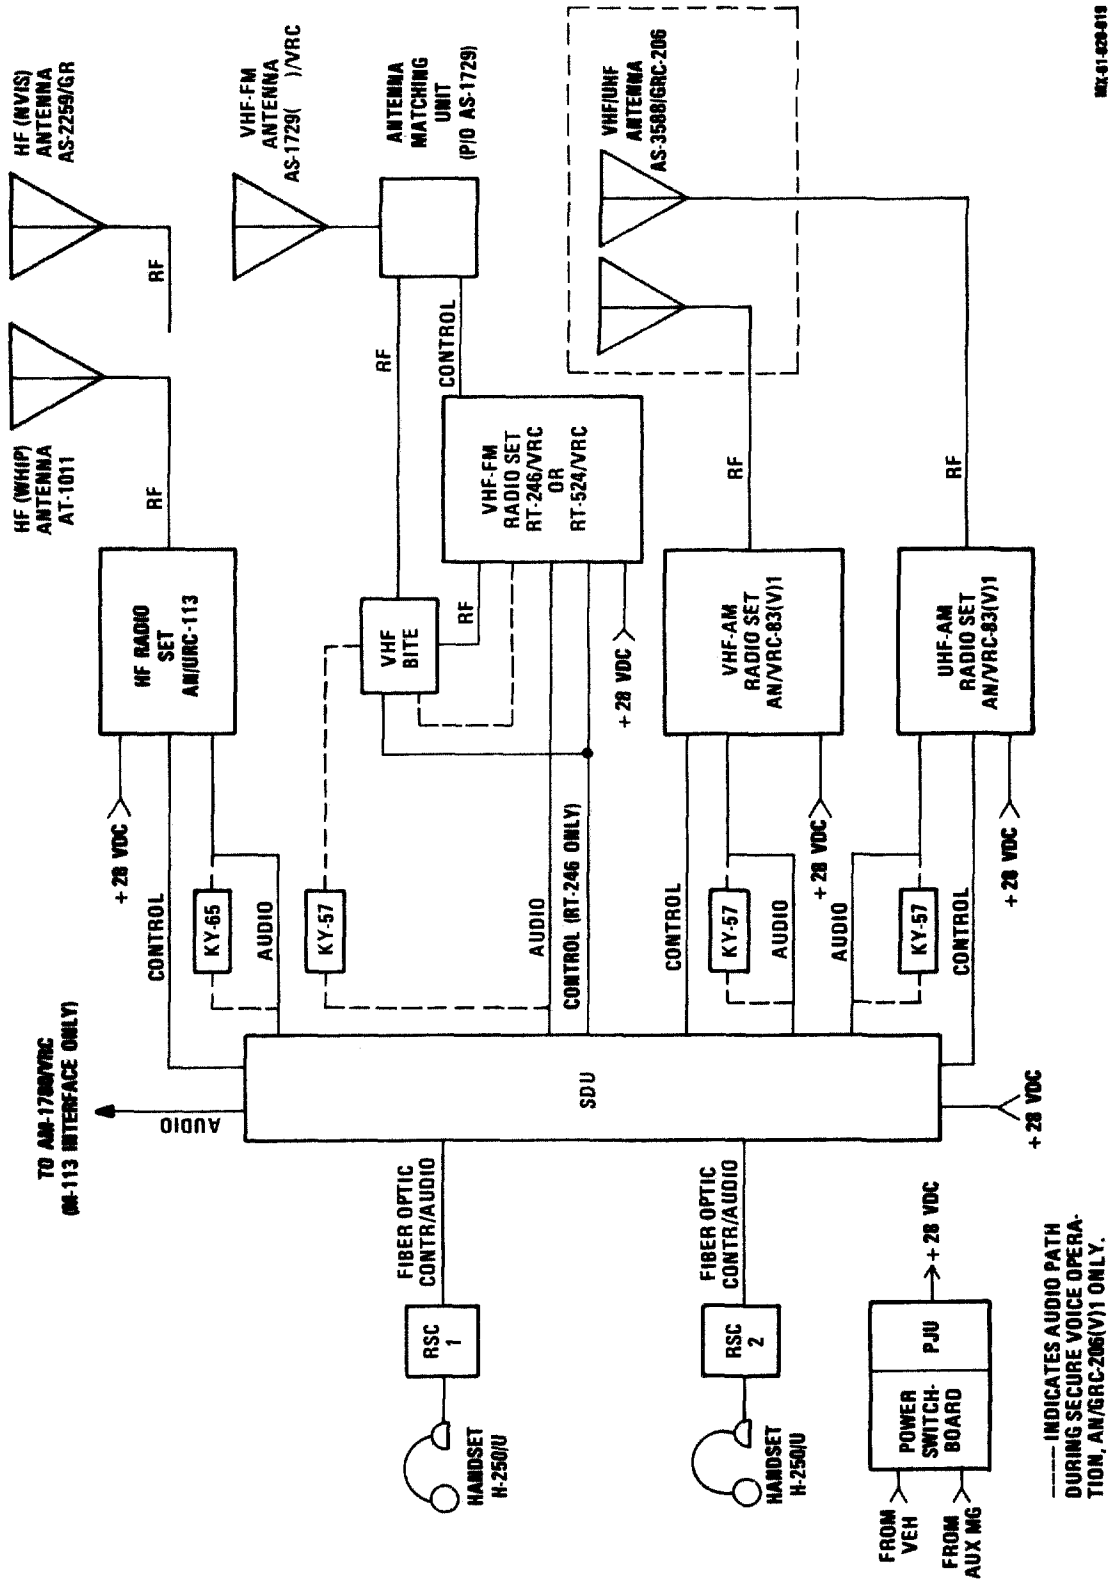 HF (NVIS)
ANTENNA
AS-2259/GR
HF (WHIP)
ANTENNA
AT-1011
RF
RF
HF RADIO
SET
AN/URC-113
+28 VDC
CONTROL
KY-65
AUDIO
TO AM-1780/VRC
(M-113 INTERFACE ONLY)
AUDIO
VHF-FM
ANTENNA
AS-1729( )/VRC
ANTENNA
MATCHING
UNIT
(P/O AS-1729)
RF
CONTROL
VHF-FM
RADIO SET
RT-246/VRC
OR
RT-524/VRC
VHF
BITE
RF
+28 VDC
KY-57
AUDIO
CONTROL (RT-246 ONLY)
VHF/UHF
ANTENNA
AS-3588/GRC-206
RF
RF
VHF-AM
RADIO SET
AN/VRC-83(V)1
UHF-AM
RADIO SET
AN/VRC-83(V)1
CONTROL
KY-57
AUDIO
+28 VDC
AUDIO
KY-57
CONTROL
+28 VDC
SDU
+28 VDC
FIBER OPTIC
CONTR/AUDIO
FIBER OPTIC
CONTR/AUDIO
RSC
1
RSC
2
HANDSET
H-250/U
HANDSET
H-250/U
POWER
SWITCH-
BOARD
PJU
+28 VDC
FROM
VEH
FROM
AUX MG
---- INDICATES AUDIO PATH
DURING SECURE VOICE OPERA-
TION, AN/GRC-206(V)1 ONLY.
MX-61-020-019